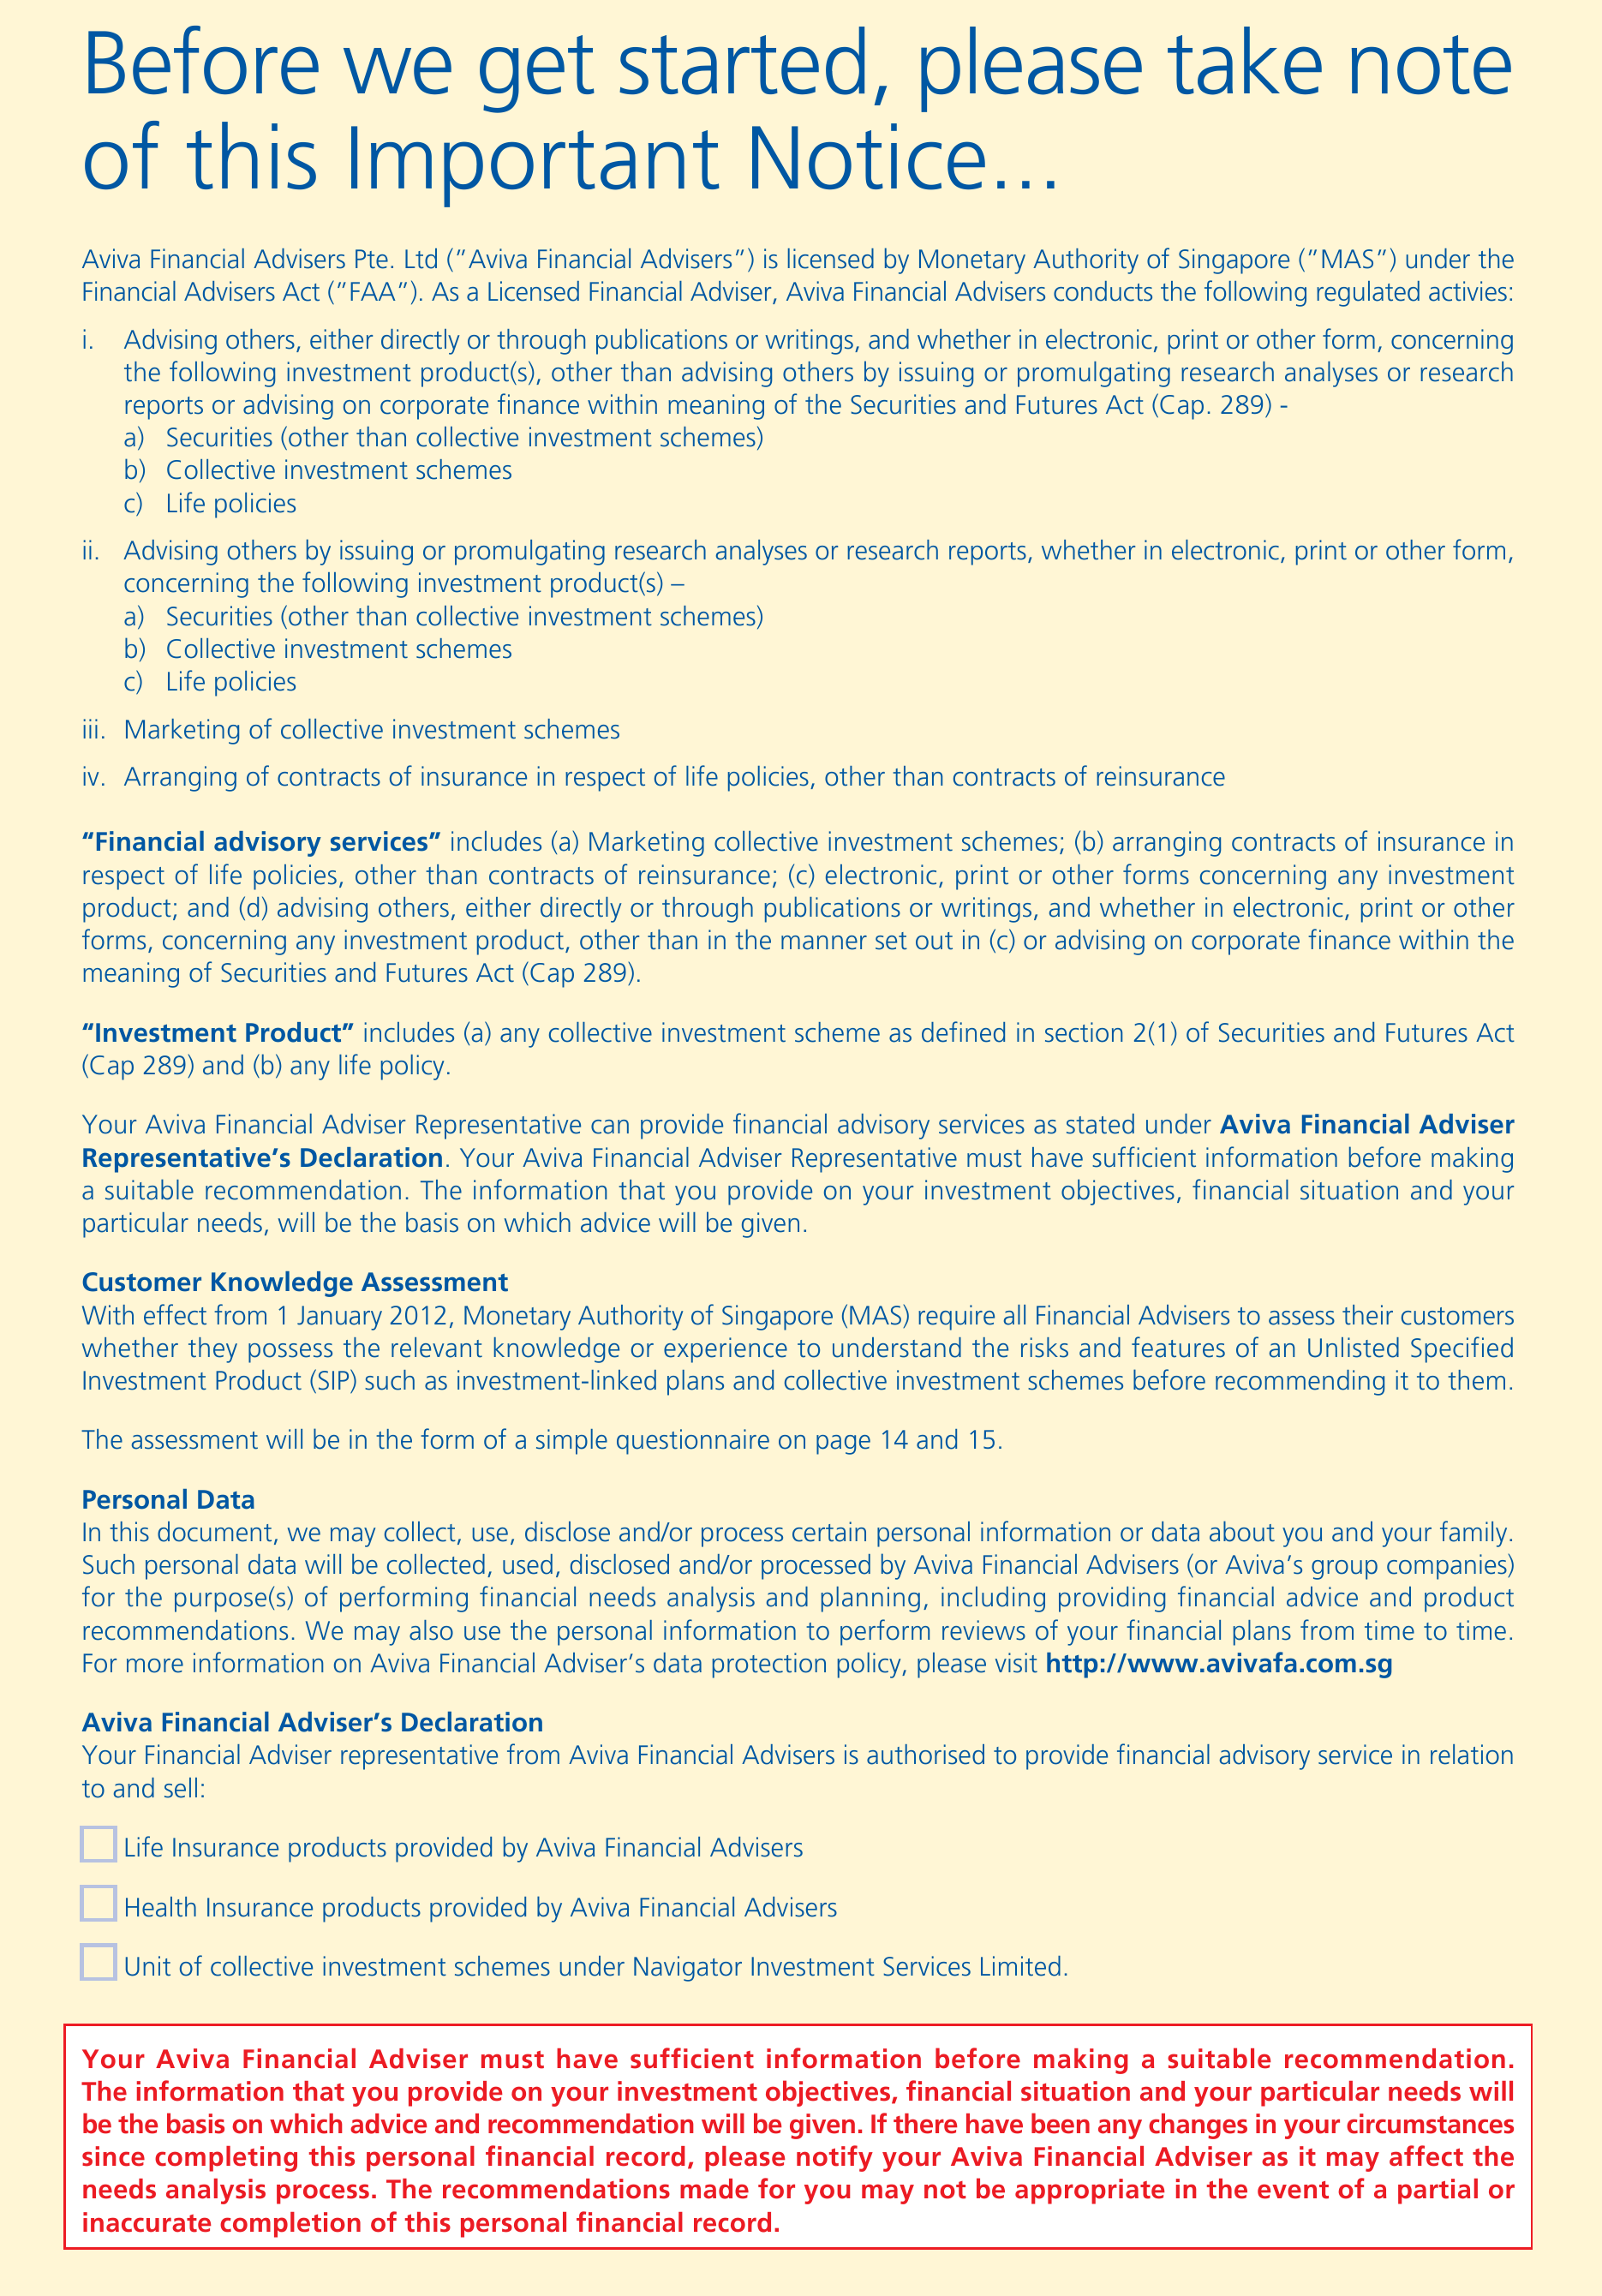 Before we get started, please take note
of this Important Notice...
Aviva Financial Advisers Pte. Ltd (“Aviva Financial Advisers”) is licensed by Monetary Authority of Singapore (“MAS”) under the
Financial Advisers Act (“FAA”). As a Licensed Financial Adviser, Aviva Financial Advisers conducts the following regulated activies:
i. Advising others, either directly or through publications or writings, and whether in electronic, print or other form, concerning
the following investment product(s), other than advising others by issuing or promulgating research analyses or research
reports or advising on corporate finance within meaning of the Securities and Futures Act (Cap. 289) -
a) Securities (other than collective investment schemes)
b) Collective investment schemes
c) Life policies
ii. Advising others by issuing or promulgating research analyses or research reports, whether in electronic, print or other form,
concerning the following investment product(s) –
a) Securities (other than collective investment schemes)
b) Collective investment schemes
c) Life policies
iii. Marketing of collective investment schemes
iv. Arranging of contracts of insurance in respect of life policies, other than contracts of reinsurance
“Financial advisory services” includes (a) Marketing collective investment schemes; (b) arranging contracts of insurance in
respect of life policies, other than contracts of reinsurance; (c) electronic, print or other forms concerning any investment
product; and (d) advising others, either directly or through publications or writings, and whether in electronic, print or other
forms, concerning any investment product, other than in the manner set out in (c) or advising on corporate finance within the
meaning of Securities and Futures Act (Cap 289).
“Investment Product” includes (a) any collective investment scheme as defined in section 2(1) of Securities and Futures Act
(Cap 289) and (b) any life policy.
Your Aviva Financial Adviser Representative can provide financial advisory services as stated under Aviva Financial Adviser
Representative’s Declaration. Your Aviva Financial Adviser Representative must have sufficient information before making
a suitable recommendation. The information that you provide on your investment objectives, financial situation and your
particular needs, will be the basis on which advice will be given.
Customer Knowledge Assessment
With effect from 1 January 2012, Monetary Authority of Singapore (MAS) require all Financial Advisers to assess their customers
whether they possess the relevant knowledge or experience to understand the risks and features of an Unlisted Specified
Investment Product (SIP) such as investment-linked plans and collective investment schemes before recommending it to them.
The assessment will be in the form of a simple questionnaire on page 14 and 15.
Personal Data
In this document, we may collect, use, disclose and/or process certain personal information or data about you and your family.
Such personal data will be collected, used, disclosed and/or processed by Aviva Financial Advisers (or Aviva’s group companies)
for the purpose(s) of performing financial needs analysis and planning, including providing financial advice and product
recommendations. We may also use the personal information to perform reviews of your financial plans from time to time.
For more information on Aviva Financial Adviser’s data protection policy, please visit http://www.avivafa.com.sg
Aviva Financial Adviser’s Declaration
Your Financial Adviser representative from Aviva Financial Advisers is authorised to provide financial advisory service in relation
to and sell:
Life Insurance products provided by Aviva Financial Advisers
Health Insurance products provided by Aviva Financial Advisers
Unit of collective investment schemes under Navigator Investment Services Limited.
Your Aviva Financial Adviser must have sufficient information before making a suitable recommendation.
The information that you provide on your investment objectives, financial situation and your particular needs will
be the basis on which advice and recommendation will be given. If there have been any changes in your circumstances
since completing this personal financial record, please notify your Aviva Financial Adviser as it may affect the
needs analysis process. The recommendations made for you may not be appropriate in the event of a partial or
inaccurate completion of this personal financial record.